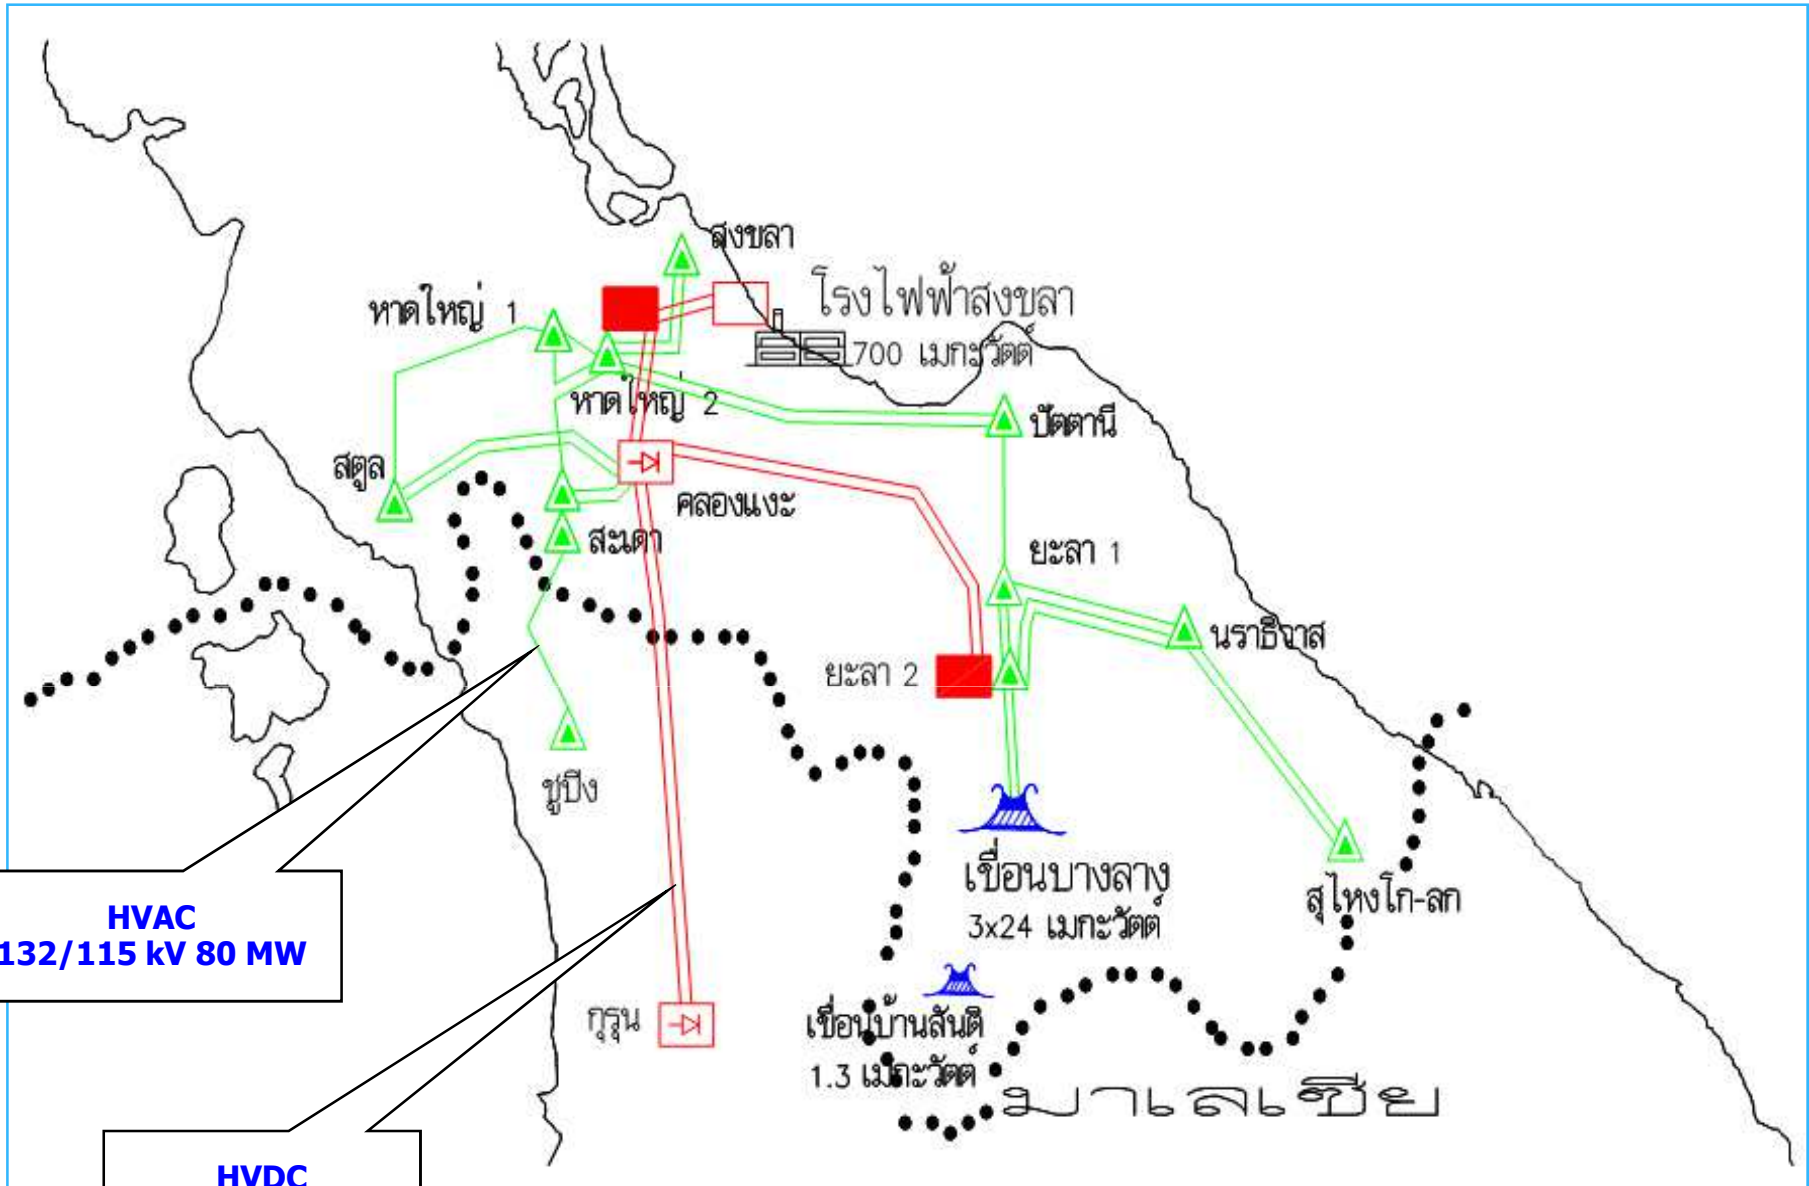 สงขลา
โรงไฟฟ้าสงขลา
700 เมกะวัตต์
หาดใหญ่ 1
หาดใหญ่ 2
ปัตตานี
สตูล
คลองแงะ
สะเดา
ยะลา 1
นราธิวาส
ยะลา 2
ชูปิง
เขื่อนบางลาง
3x24 เมกะวัตต์
สุไหงโก-ลก
HVAC
132/115 kV 80 MW
กุรุน
เขื่อนบ้านสันติ
1.3 เมกะวัตต์
มาเลเซีย
HVDC